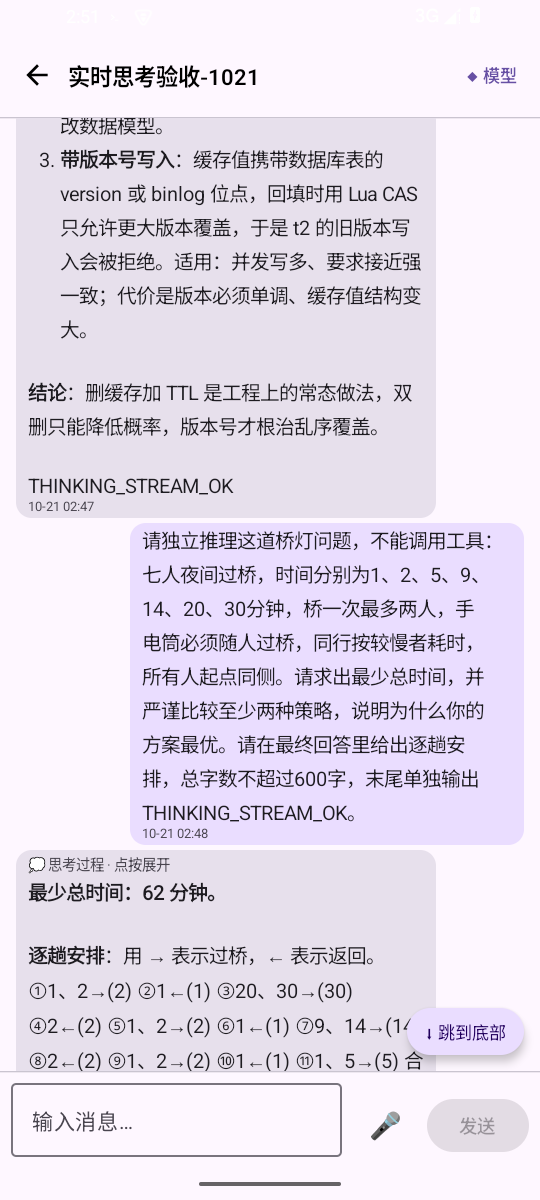 2:51
3G
实时思考验收-1021
◆ 模型
改数据模型。
3. 带版本号写入：缓存值携带数据库表的
version 或 binlog 位点，回填时用 Lua CAS
只允许更大版本覆盖，于是 t2 的旧版本写
入会被拒绝。适用：并发写多、要求接近强
一致；代价是版本必须单调、缓存值结构变
大。
结论：删缓存加 TTL 是工程上的常态做法，双
删只能降低概率，版本号才根治乱序覆盖。
THINKING_STREAM_OK
10-21 02:47
请独立推理这道桥灯问题，不能调用工具：
七人夜间过桥，时间分别为1、2、5、9、
14、20、30分钟，桥一次最多两人，手
电筒必须随人过桥，同行按较慢者耗时，
所有人起点同侧。请求出最少总时间，并
严谨比较至少两种策略，说明为什么你的
方案最优。请在最终回答里给出逐趟安
排，总字数不超过600字，末尾单独输出
THINKING_STREAM_OK。
10-21 02:48
💭 思考过程 · 点按展开
最少总时间：62 分钟。
逐趟安排：用 → 表示过桥，← 表示返回。
①1、2→(2) ②1←(1) ③20、30→(30)
④2←(2) ⑤1、2→(2) ⑥1←(1) ⑦9、14→(14
⑧2←(2) ⑨1、2→(2) ⑩1←(1) ⑪1、5→(5) 合
↓ 跳到底部
输入消息...
发送